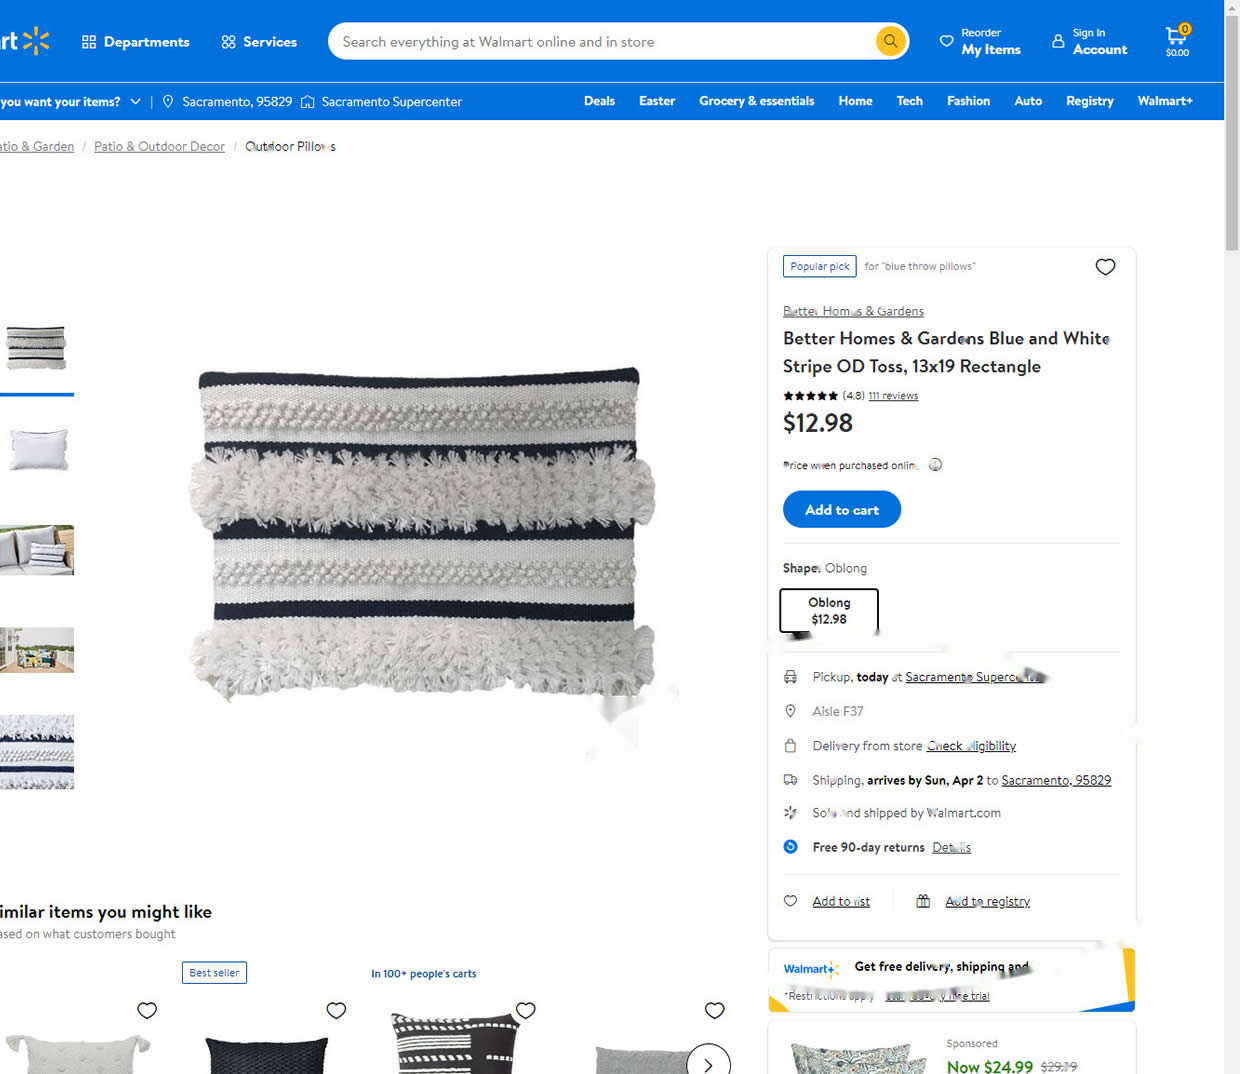 rt
Departments
Services
Search everything at Walmart online and in store
Reorder
My Items
Sign In
Account
0
$0.00
you want your items?
Sacramento, 95829
Sacramento Supercenter
Deals
Easter
Grocery & essentials
Home
Tech
Fashion
Auto
Registry
Walmart+
atio & Garden / Patio & Outdoor Decor / Outdoor Pillows
Popular pick for "blue throw pillows"
Better Homes & Gardens
Better Homes & Gardens Blue and White
Stripe OD Toss, 13x19 Rectangle
(4.8) 111 reviews
$12.98
Price when purchased online
Add to cart
Shape: Oblong
Oblong
$12.98
Pickup, today at Sacramento
Aisle F37
Delivery from store Check eligibility
Shipping, arrives by Sun, Apr 2 to Sacramento, 95829
Sold and shipped by Walmart.com
Free 90-day returns Details
Add to list
Add to registry
imilar items you might like
ased on what customers bought
Best seller
In 100+ people's carts
Walmart+
Get free delivery, shipping and
*Restrictions apply free trial
Sponsored
Now $24.99 $29.79